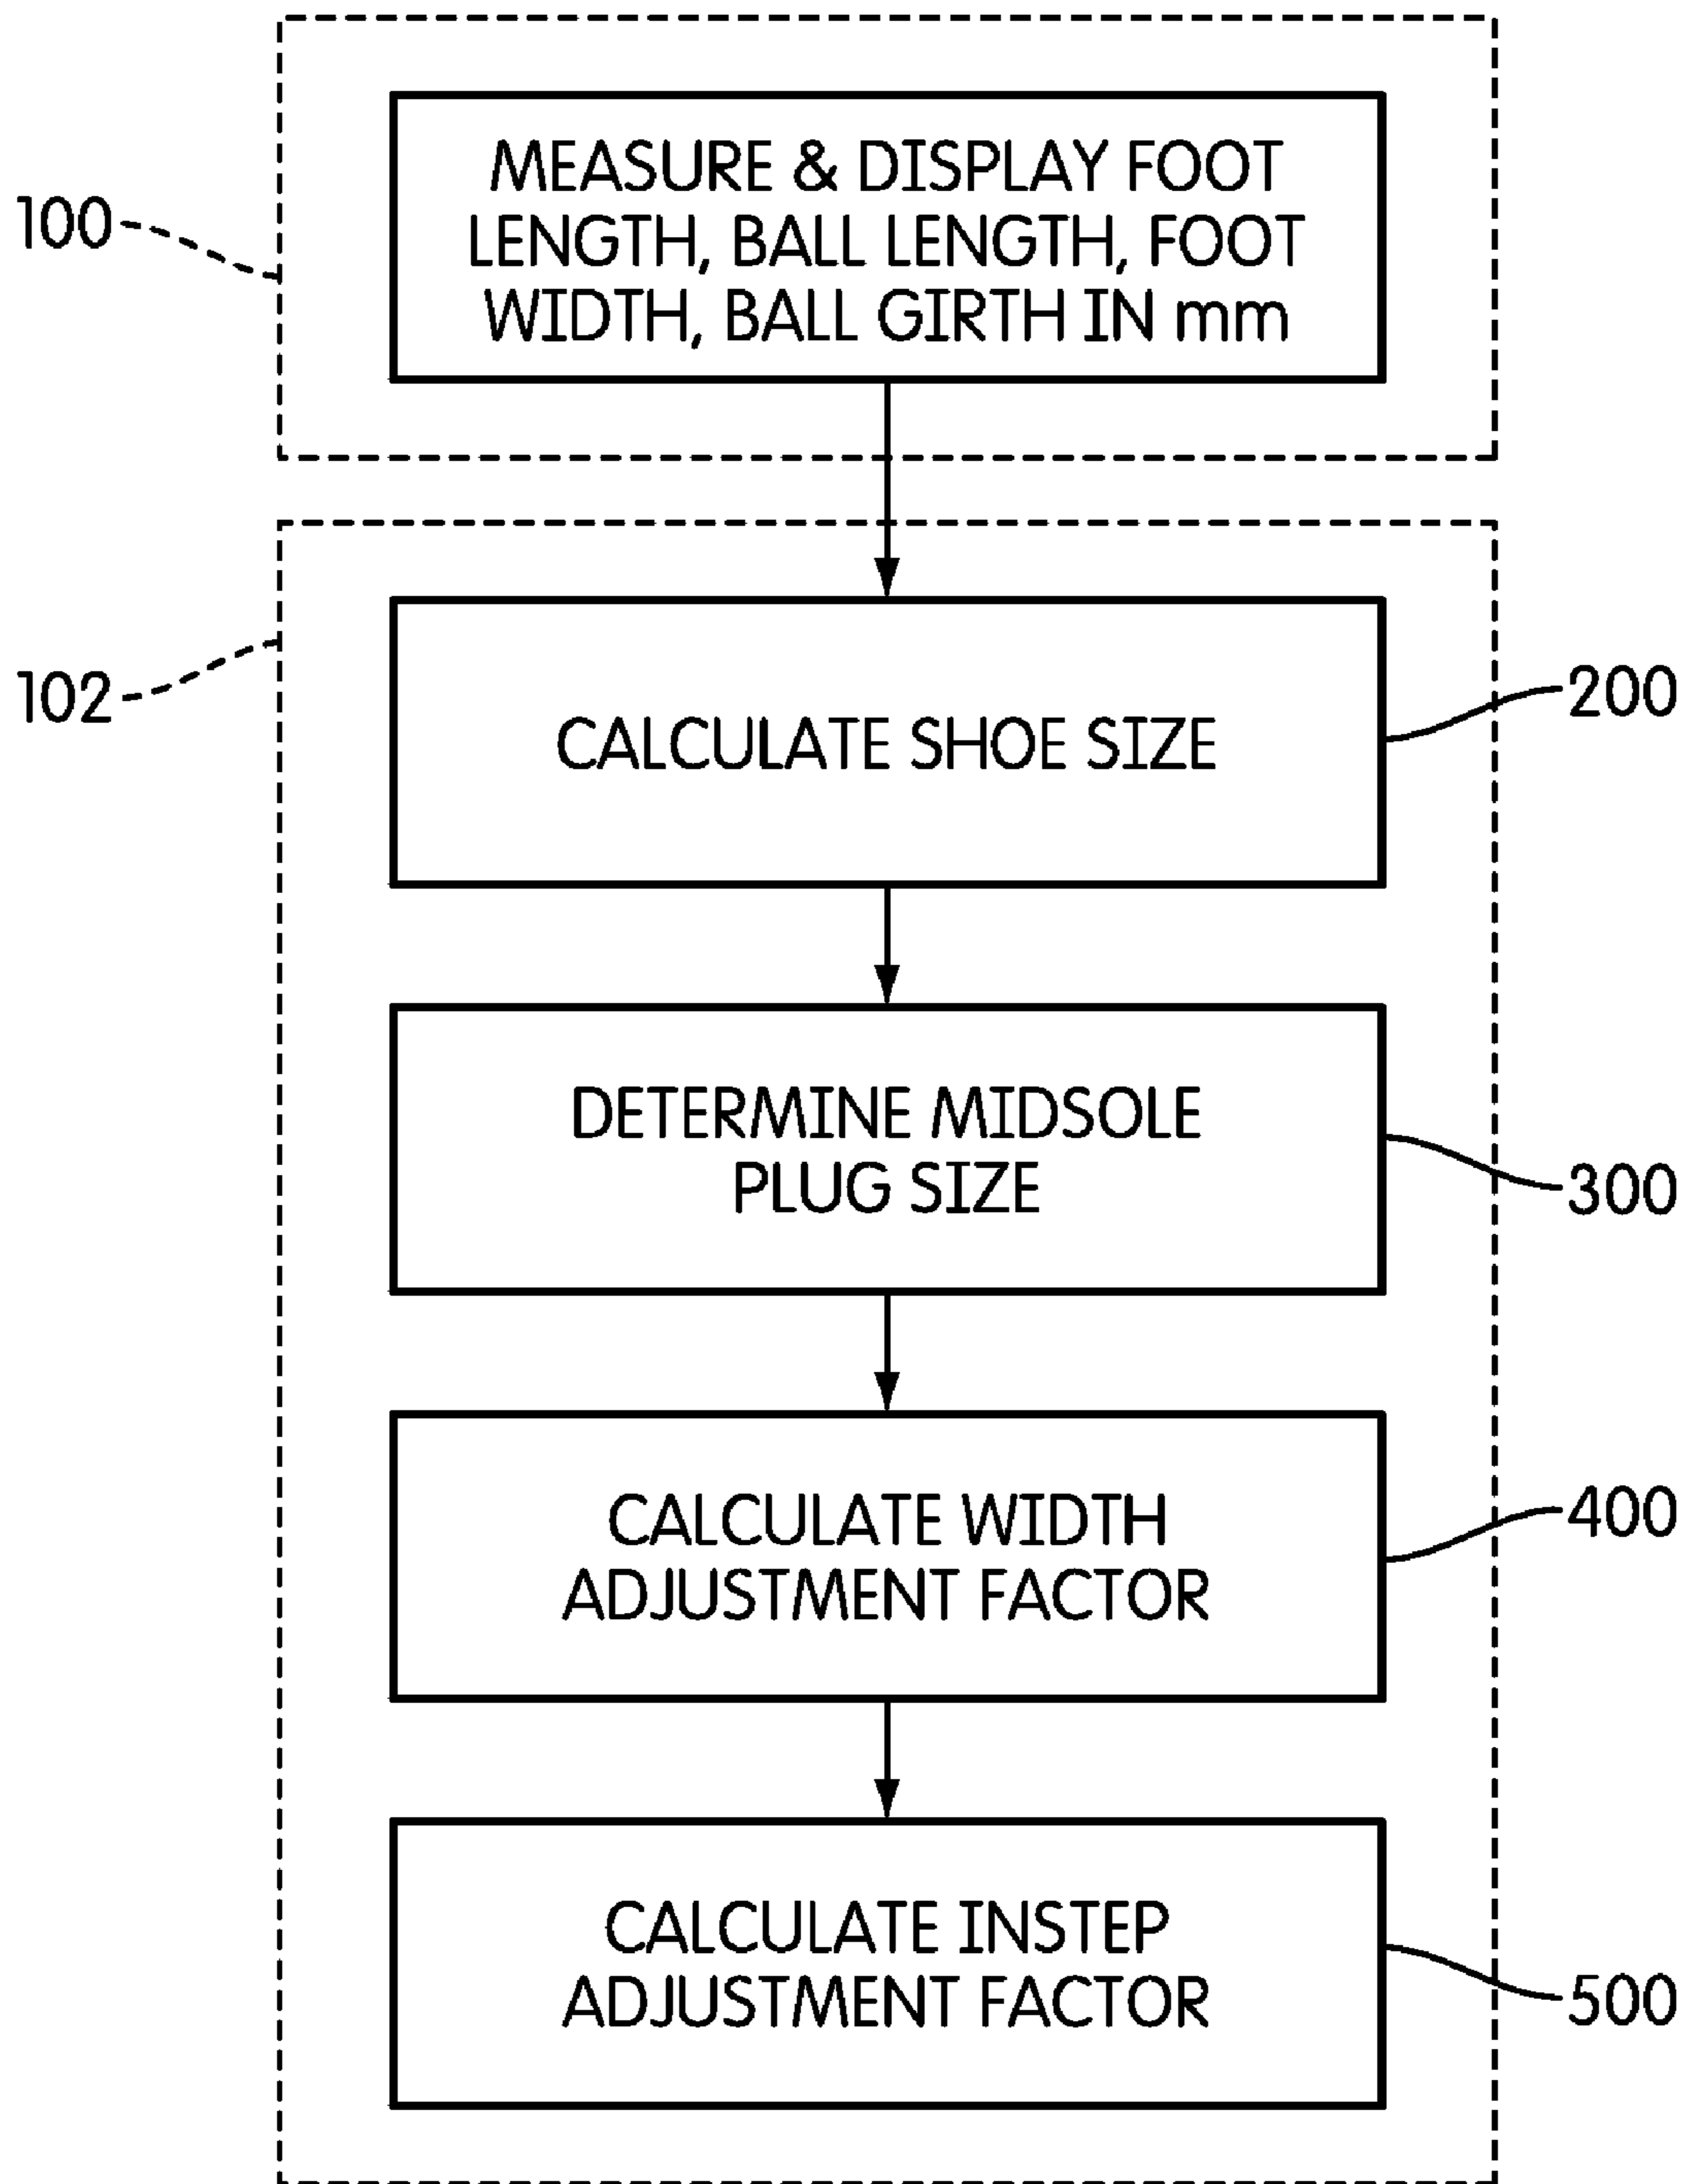 MEASURE & DISPLAY FOOT
LENGTH, BALL LENGTH, FOOT
WIDTH, BALL GIRTH IN mm
100
CALCULATE SHOE SIZE
102
200
DETERMINE MIDSOLE
PLUG SIZE
300
CALCULATE WIDTH
ADJUSTMENT FACTOR
400
CALCULATE INSTEP
ADJUSTMENT FACTOR
500